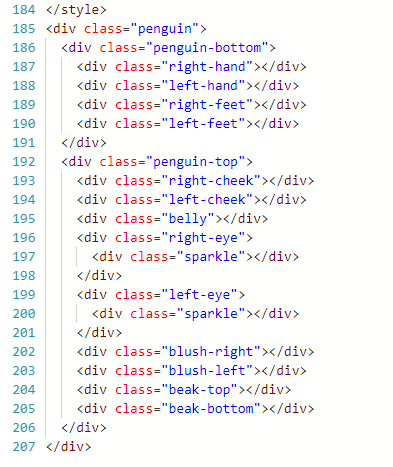 184 </style>
185 <div class="penguin">
186   <div class="penguin-bottom">
187     <div class="right-hand"></div>
188     <div class="left-hand"></div>
189     <div class="right-feet"></div>
190     <div class="left-feet"></div>
191   </div>
192   <div class="penguin-top">
193     <div class="right-cheek"></div>
194     <div class="left-cheek"></div>
195     <div class="belly"></div>
196     <div class="right-eye">
197       <div class="sparkle"></div>
198     </div>
199     <div class="left-eye">
200       <div class="sparkle"></div>
201     </div>
202     <div class="blush-right"></div>
203     <div class="blush-left"></div>
204     <div class="beak-top"></div>
205     <div class="beak-bottom"></div>
206   </div>
207 </div>